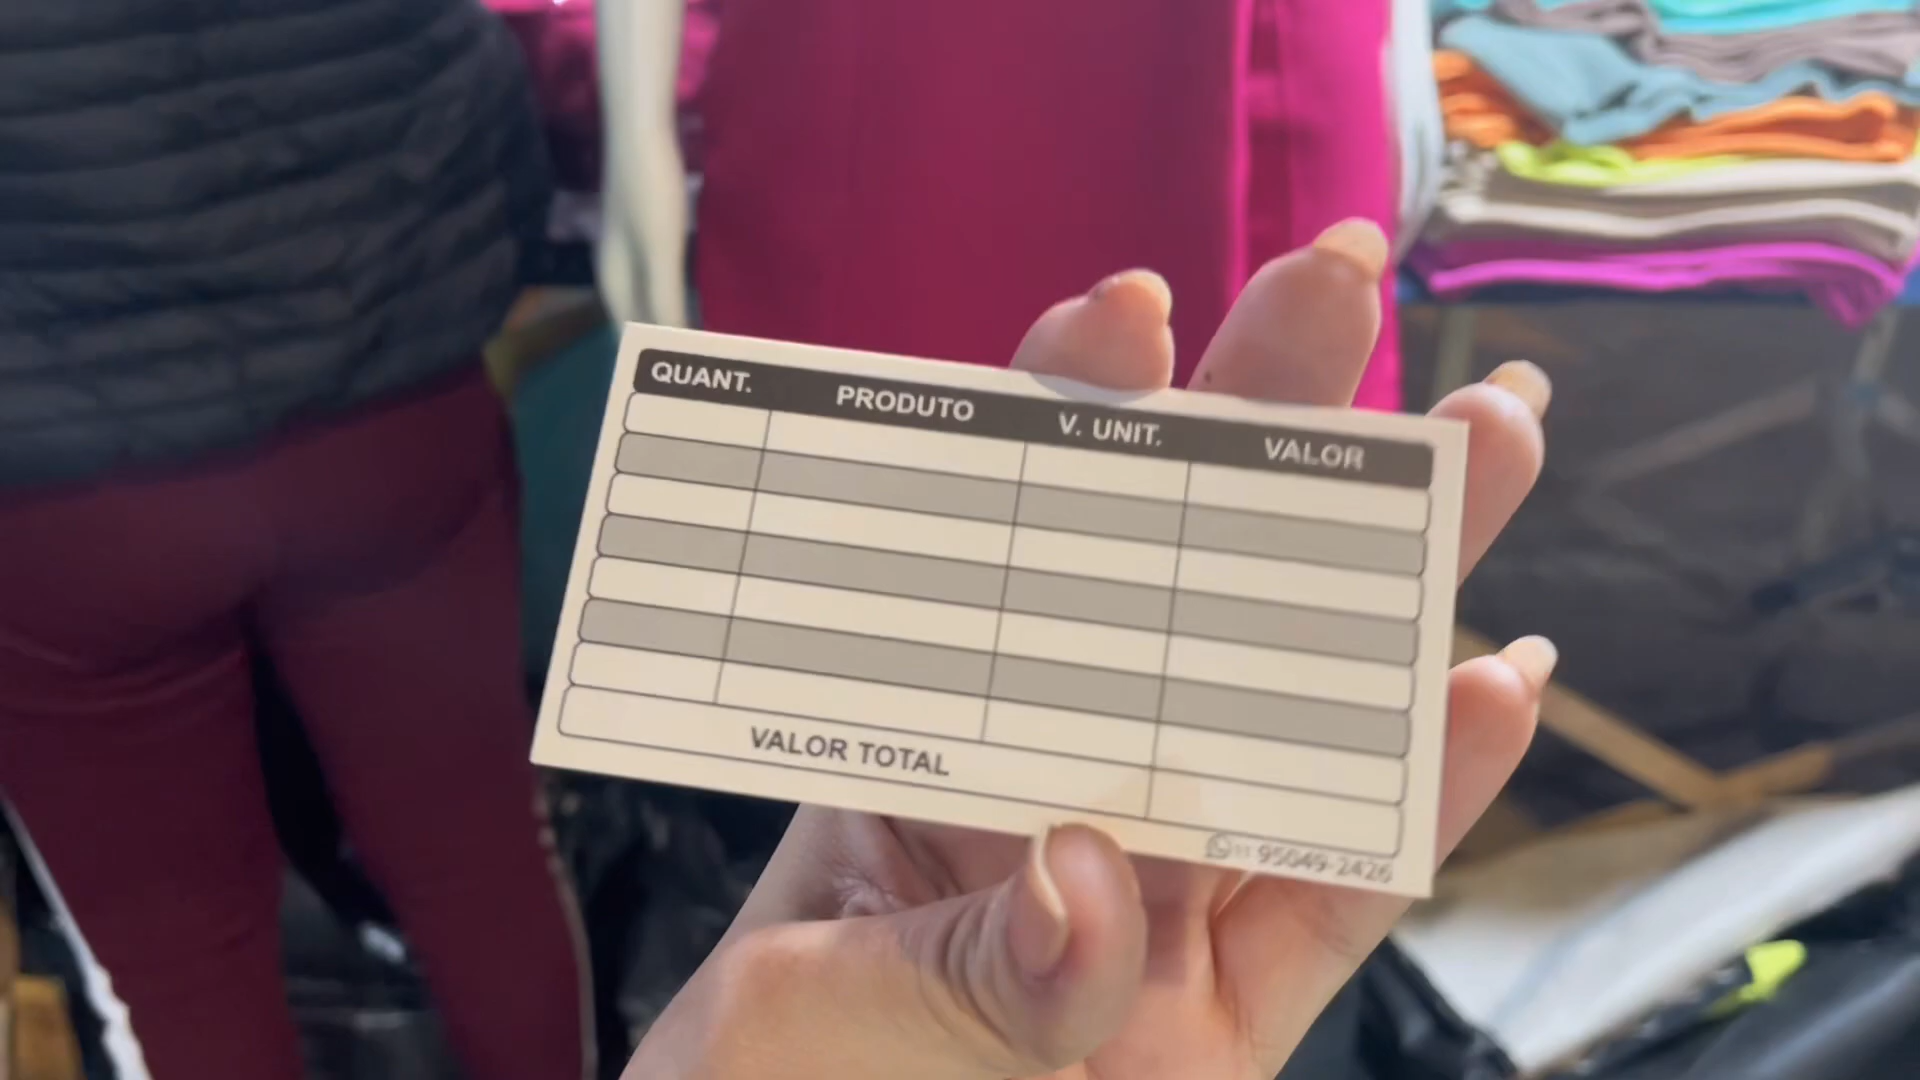 QUANT. PRODUTO V. UNIT. VALOR
VALOR TOTAL
95049-2426